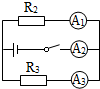 R₂ A₁
A₂
R₃ A₃